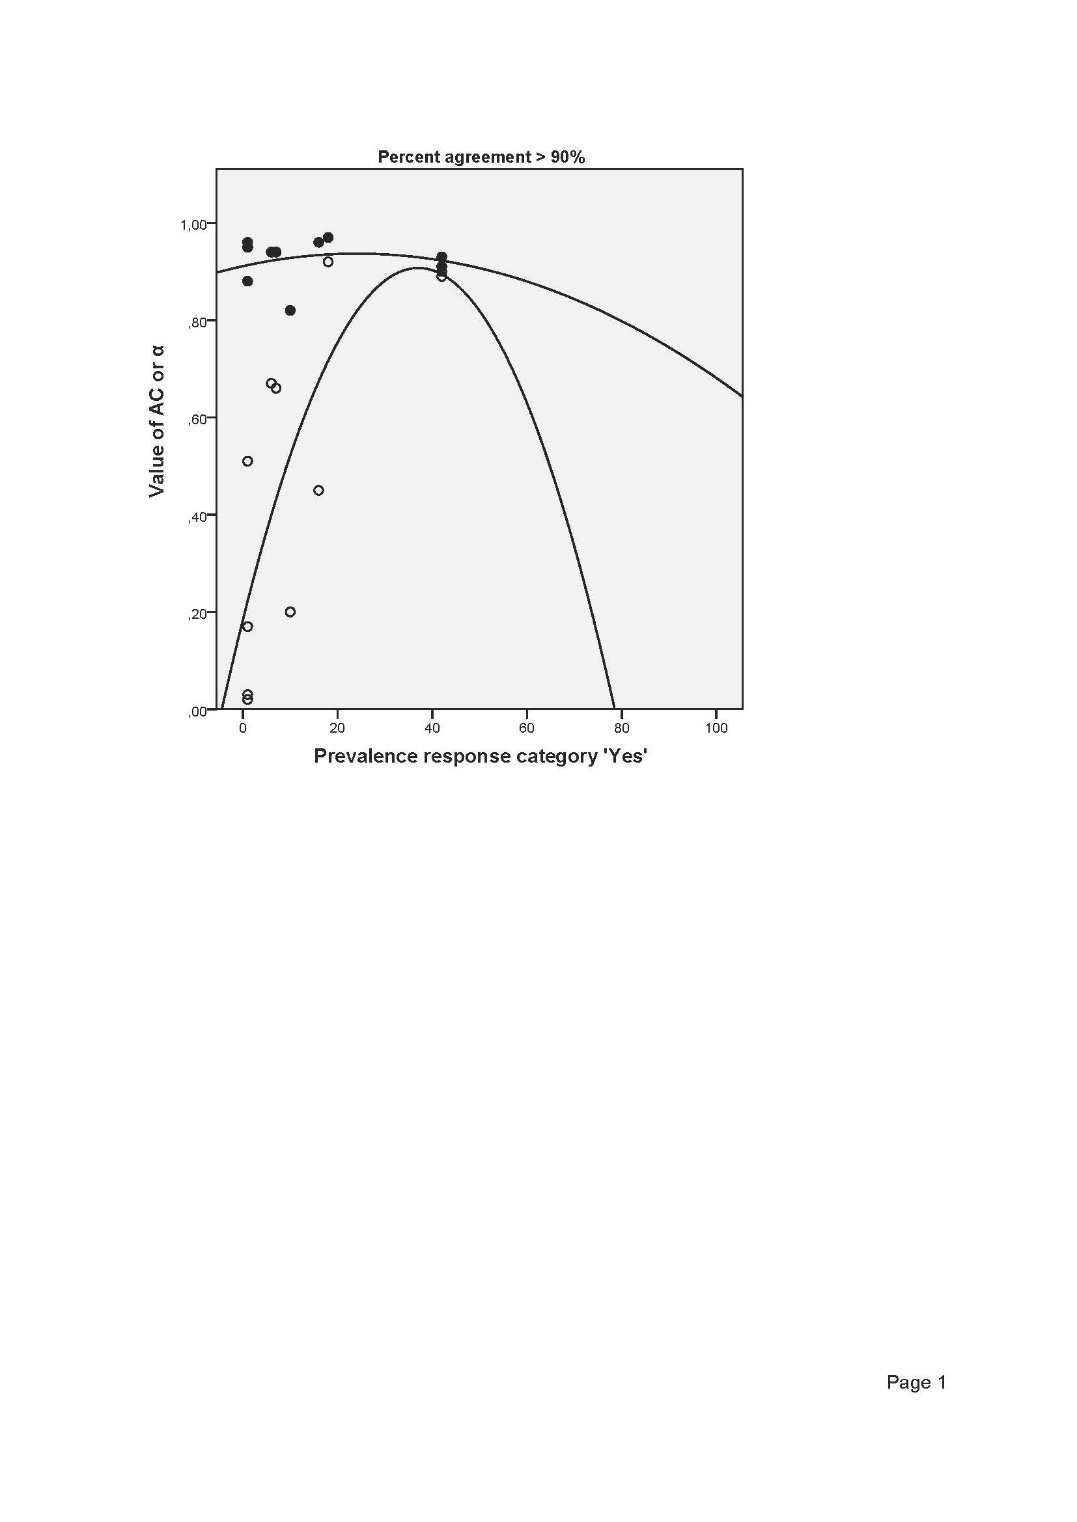 Percent agreement > 90%
Value of AC or α
1,00
,80
,60
,40
,20
,00
0 20 40 60 80 100
Prevalence response category 'Yes'
Page 1